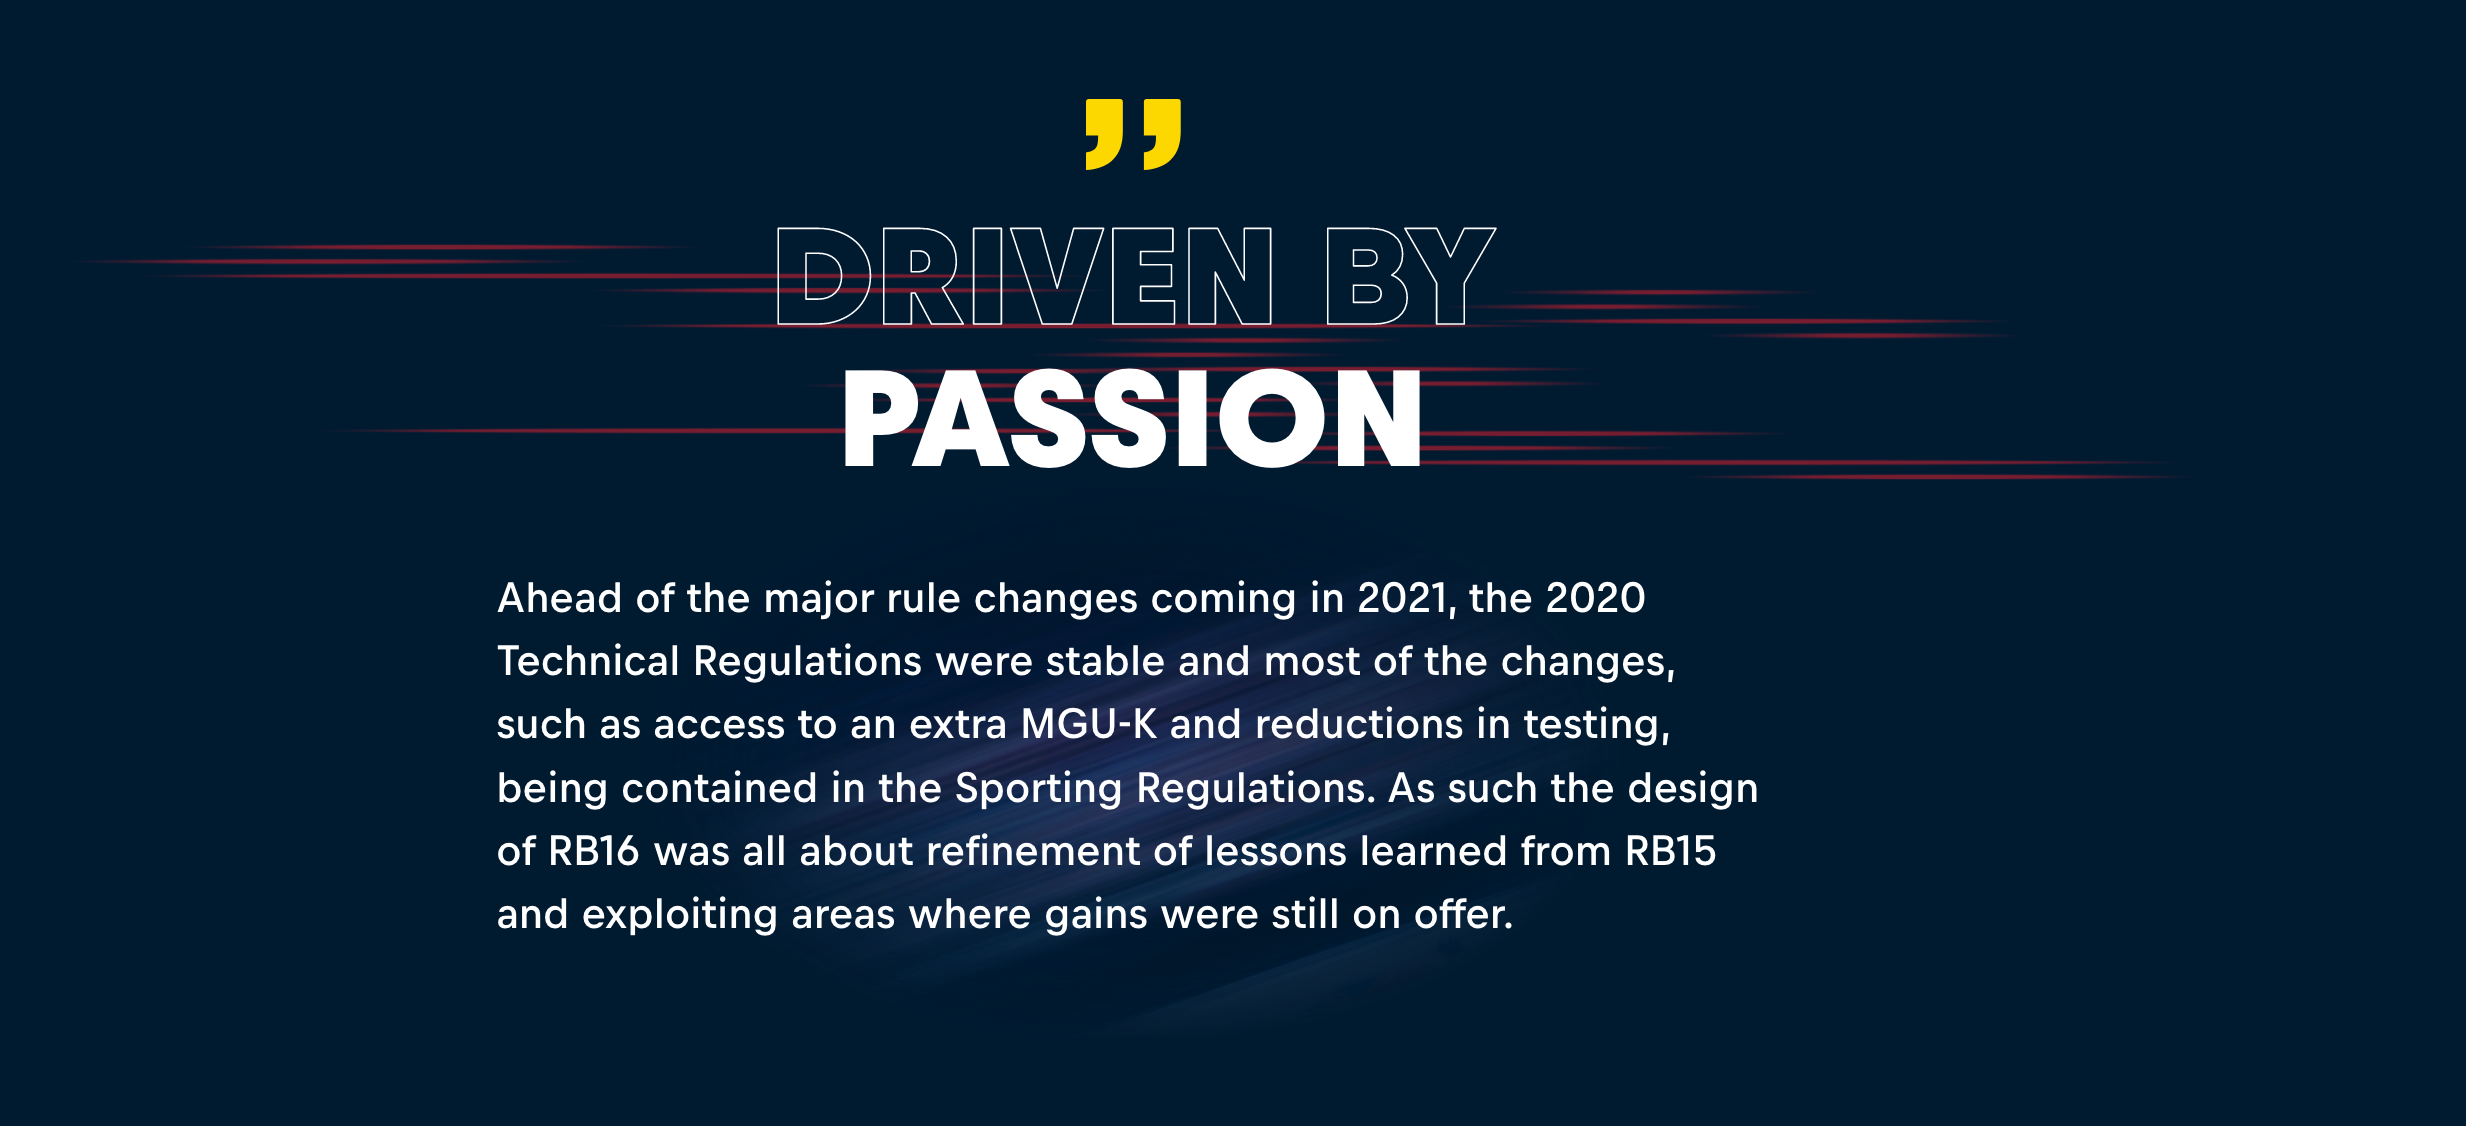 ”
DRIVEN BY
PASSION
Ahead of the major rule changes coming in 2021, the 2020
Technical Regulations were stable and most of the changes,
such as access to an extra MGU-K and reductions in testing,
being contained in the Sporting Regulations. As such the design
of RB16 was all about refinement of lessons learned from RB15
and exploiting areas where gains were still on offer.